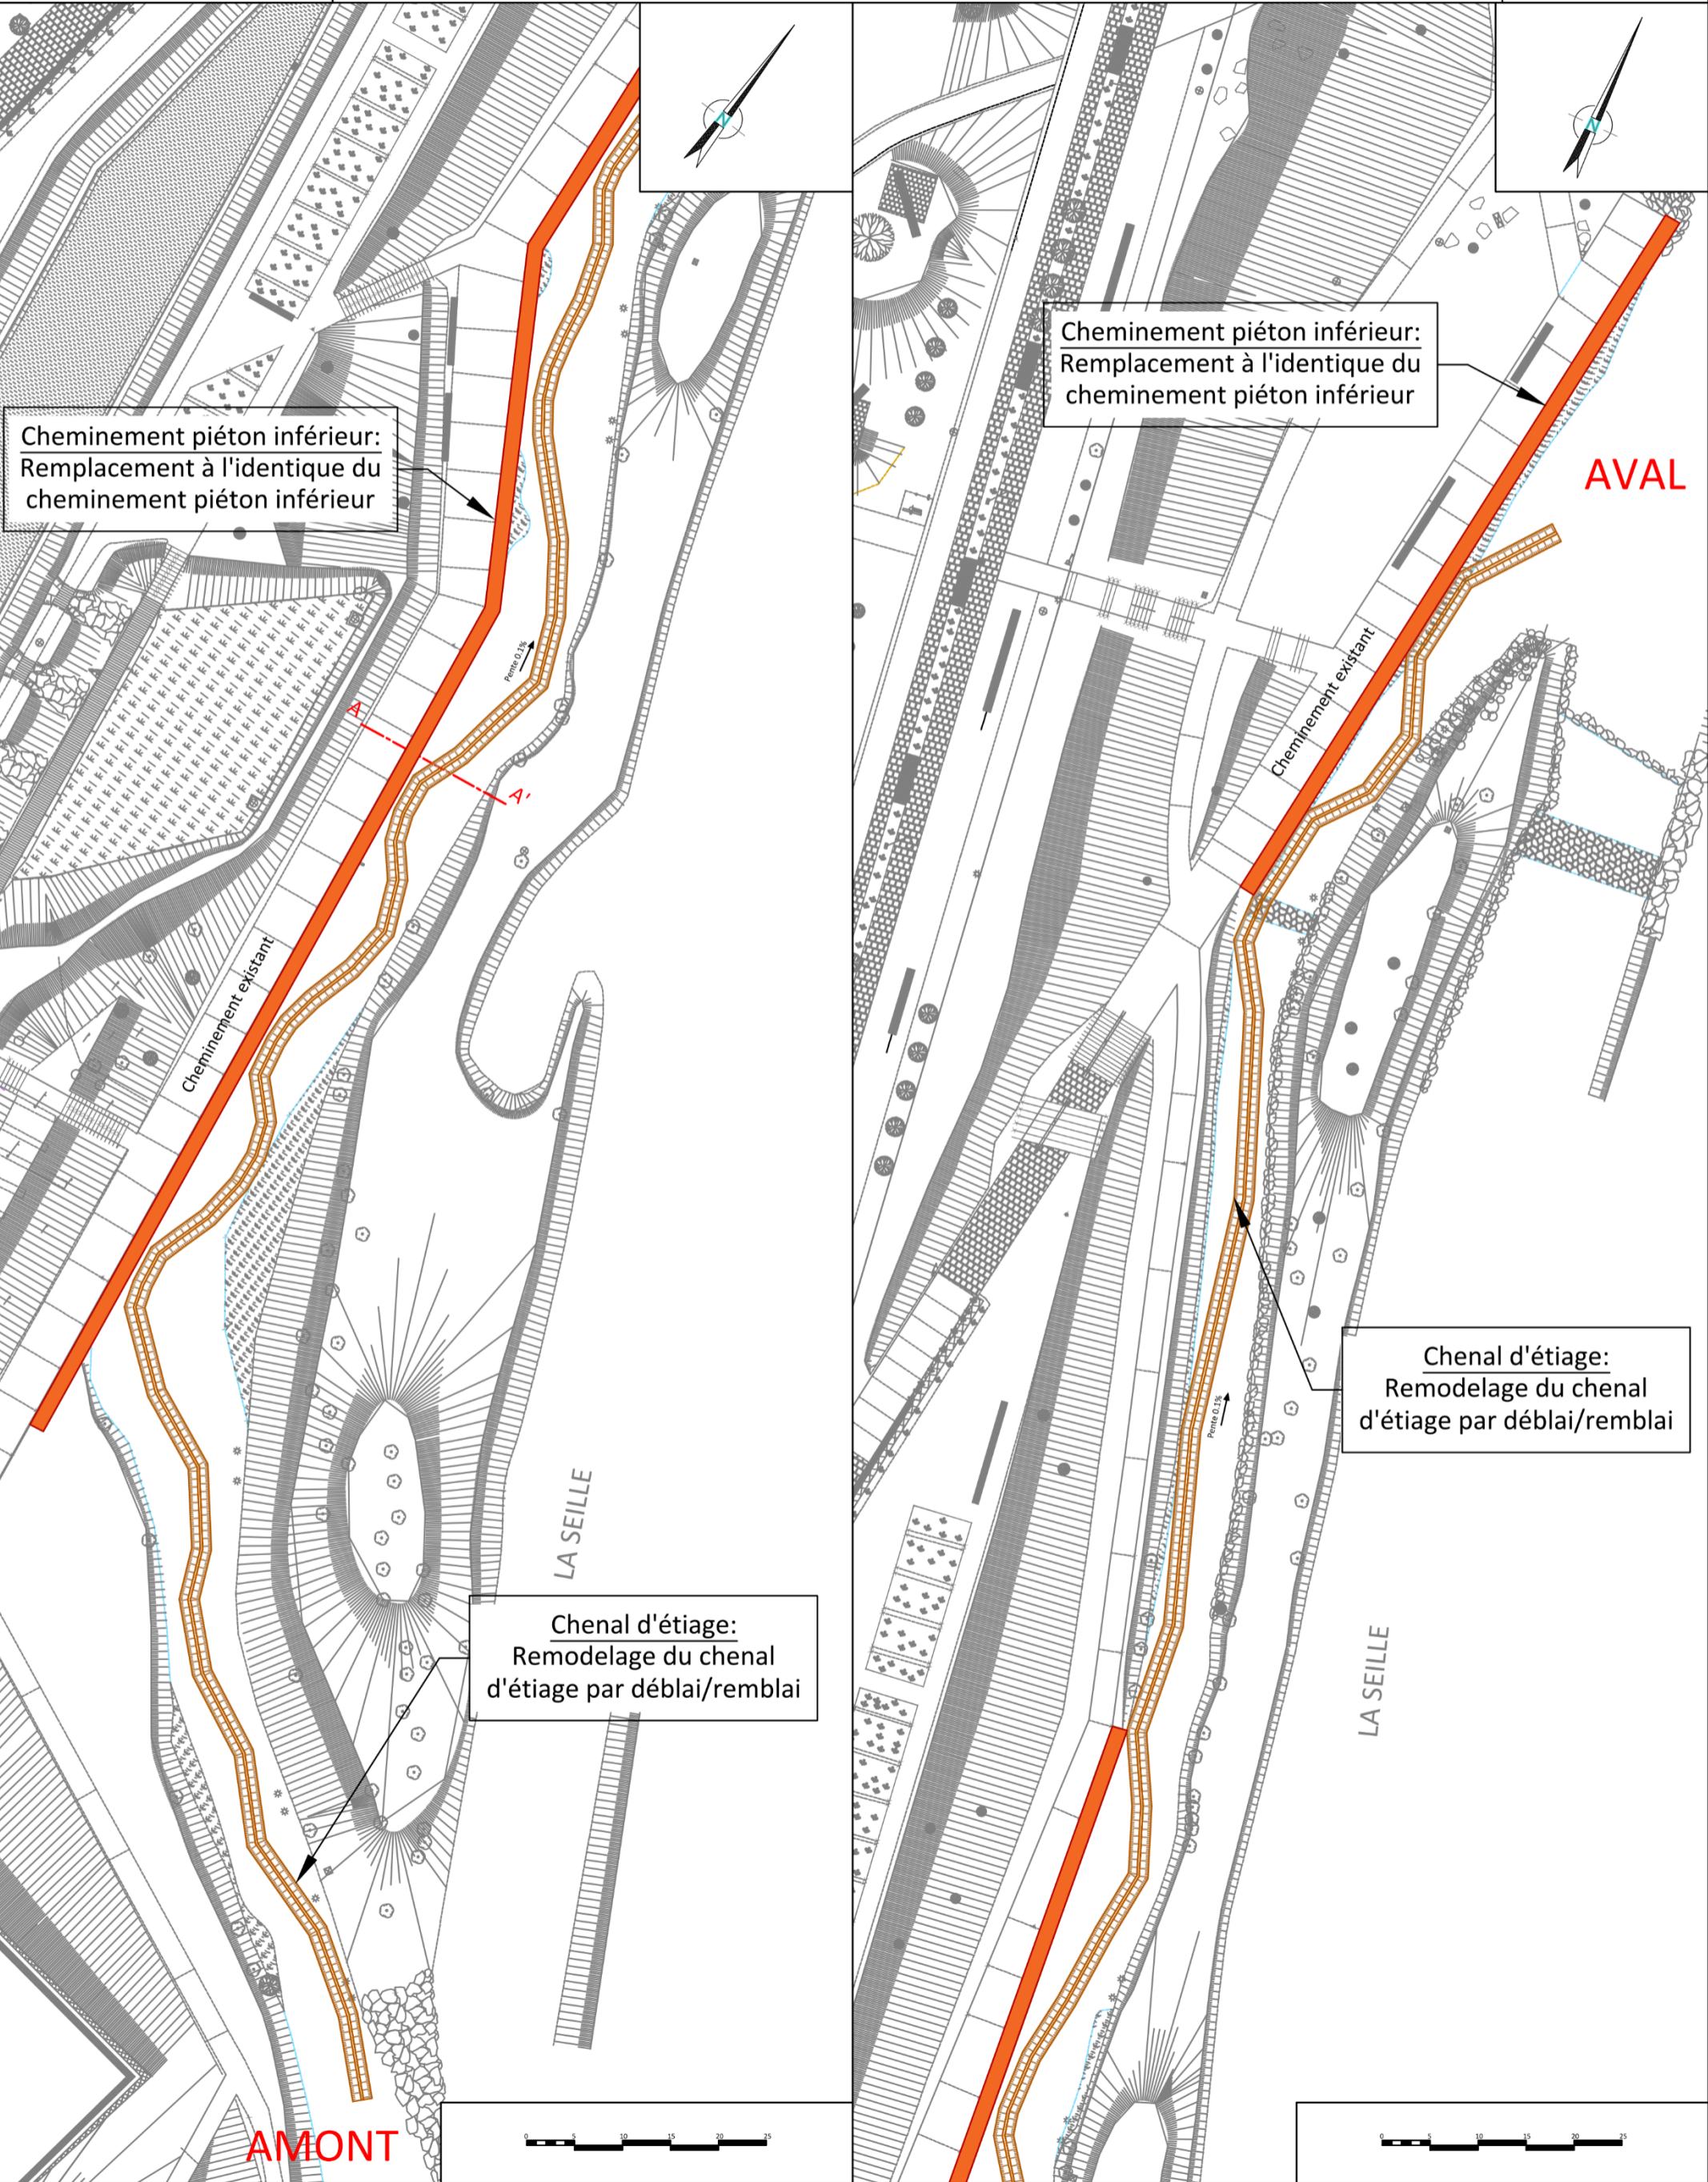 N
N
Cheminement piéton inférieur:
Remplacement à l'identique du
cheminement piéton inférieur
Pente 0.1%
A
A'
Cheminement existant
LA SEILLE
Chenal d'étiage:
Remodelage du chenal
d'étiage par déblai/remblai
AMONT
0 5 10 15 20 25
Cheminement piéton inférieur:
Remplacement à l'identique du
cheminement piéton inférieur
AVAL
Cheminement existant
Chenal d'étiage:
Remodelage du chenal
d'étiage par déblai/remblai
Pente 0.1%
LA SEILLE
0 5 10 15 20 25